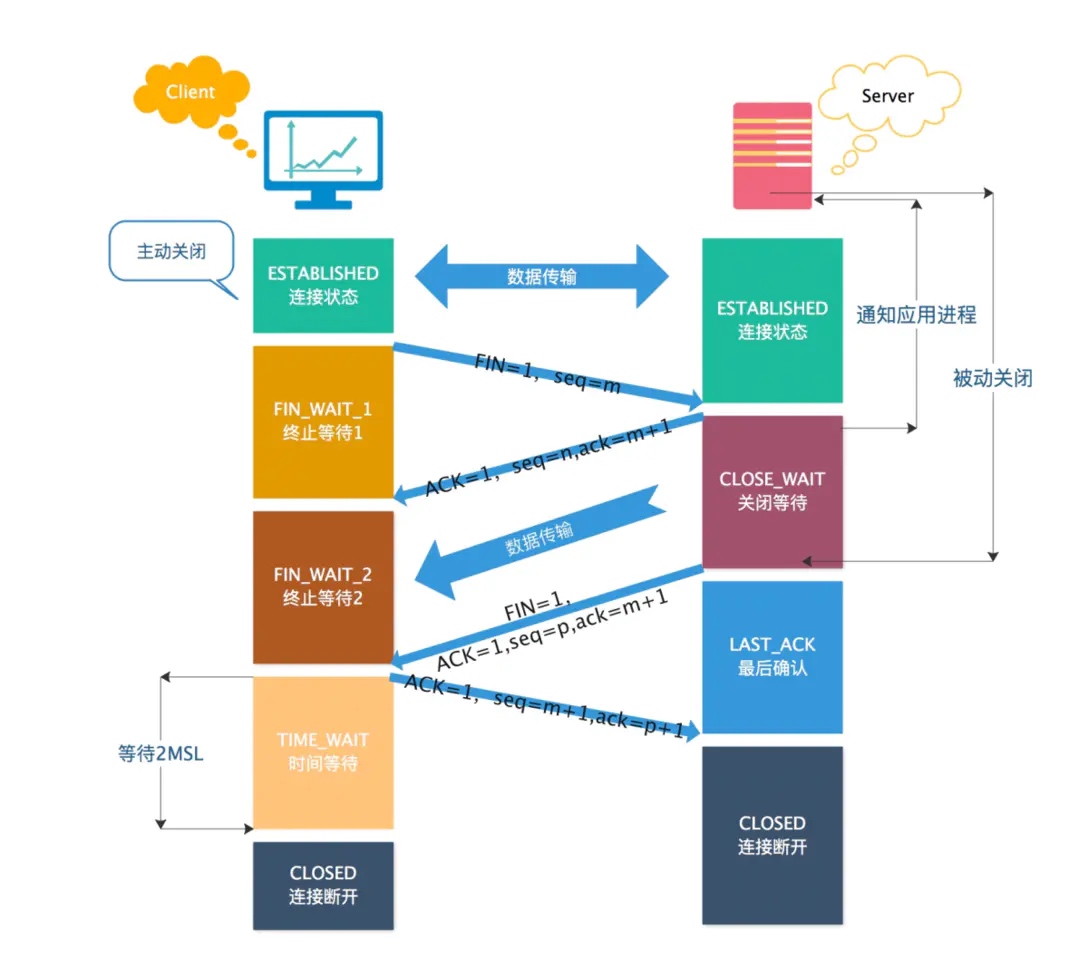 Client
Server
主动关闭
ESTABLISHED
连接状态
数据传输
ESTABLISHED
连接状态
通知应用进程
被动关闭
FIN=1, seq=m
FIN_WAIT_1
终止等待1
ACK=1, seq=n,ack=m+1
CLOSE_WAIT
关闭等待
数据传输
FIN_WAIT_2
终止等待2
FIN=1,
ACK=1,seq=p,ack=m+1
LAST_ACK
最后确认
ACK=1, seq=m+1,ack=p+1
等待2MSL
TIME_WAIT
时间等待
CLOSED
连接断开
CLOSED
连接断开